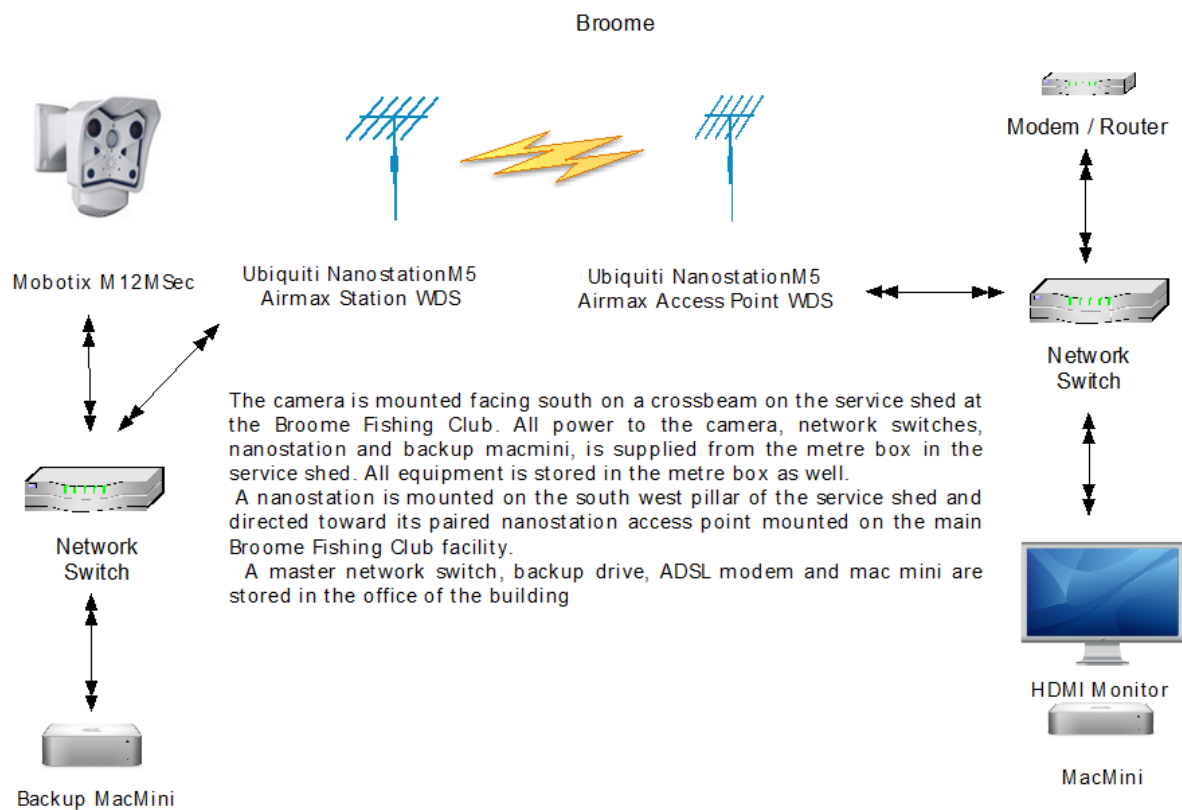 Broome
Modem / Router
Mobotix M12MSec
Ubiquiti NanostationM5
Airmax Station WDS
Ubiquiti NanostationM5
Airmax Access Point WDS
Network
Switch
The camera is mounted facing south on a crossbeam on the service shed at
the Broome Fishing Club. All power to the camera, network switches,
nanostation and backup macmini, is supplied from the metre box in the
service shed. All equipment is stored in the metre box as well.
A nanostation is mounted on the south west pillar of the service shed and
directed toward its paired nanostation access point mounted on the main
Broome Fishing Club facility.
A master network switch, backup drive, ADSL modem and mac mini are
stored in the office of the building
Network
Switch
HDMI Monitor
MacMini
Backup MacMini